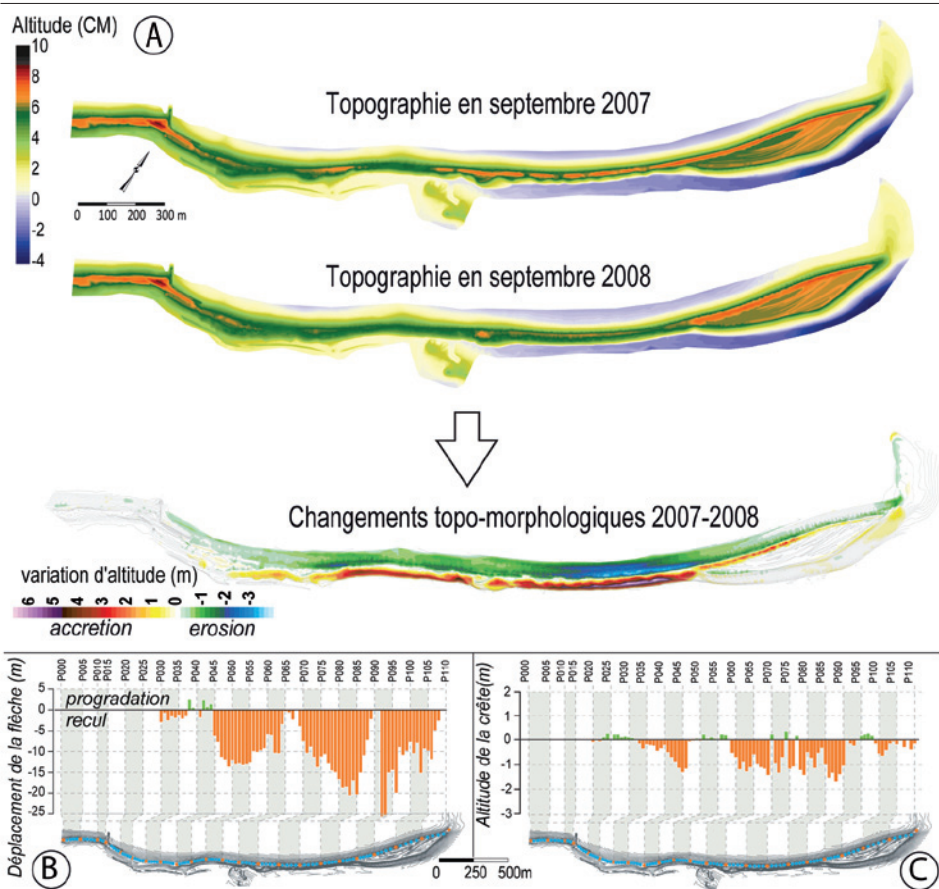 Altitude (CM)
A
10
8
6
4
2
0
-2
-4
Topographie en septembre 2007
0 100 200 300 m
Topographie en septembre 2008
Changements topo-morphologiques 2007-2008
variation d'altitude (m)
6 5 4 3 2 1 0 -1 -2 -3
accretion erosion
P000 P005 P010 P015 P020 P025 P030 P035 P040 P045 P050 P055 P060 P065 P070 P075 P080 P085 P090 P095 P100 P105 P110
Déplacement de la flèche (m)
5
0
-5
-10
-15
-20
-25
progradation
recul
B
0 250 500m
P000 P005 P010 P015 P020 P025 P030 P035 P040 P045 P050 P055 P060 P065 P070 P075 P080 P085 P090 P095 P100 P105 P110
Altitude de la crête(m)
2
1
0
-1
-2
-3
C